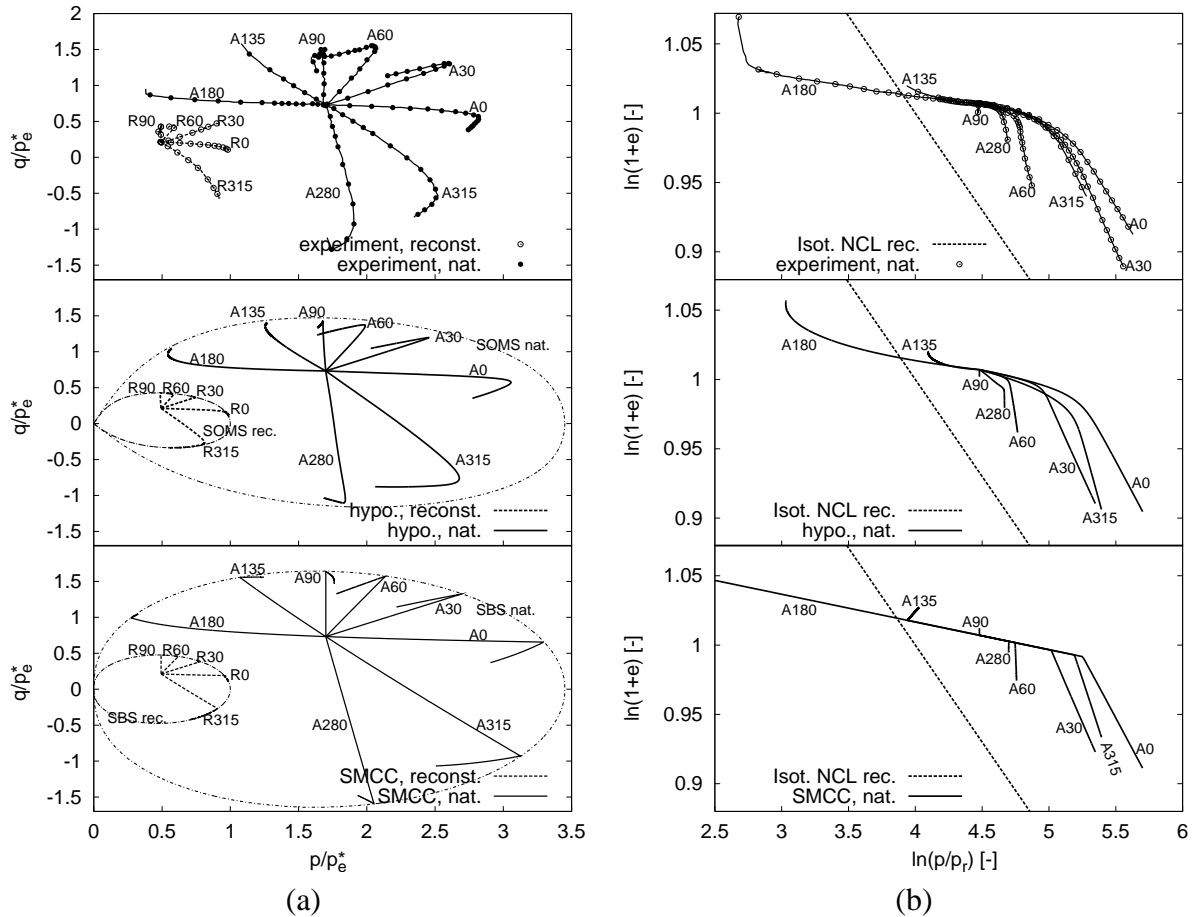 2
1.5
1
0.5
0
-0.5
-1
-1.5
q/p*e
A135
A90
A60
A30
A180
A0
R90
R60
R30
R0
R315
A280
A315
experiment, reconst.
experiment, nat.
1.5
1
0.5
0
-0.5
-1
-1.5
q/p*e
A135
A90
A60
A30
SOMS nat.
A180
A0
R90
R60
R30
R0
SOMS rec.
R315
A280
A315
hypo., reconst.
hypo., nat.
1.5
1
0.5
0
-0.5
-1
-1.5
q/p*e
A135
A90
A60
A30
SBS nat.
A180
A0
R90
R60
R30
R0
SBS rec.
R315
A280
A315
SMCC, reconst.
SMCC, nat.
0 0.5 1 1.5 2 2.5 3 3.5
p/p*e
(a)
1.05
1
0.95
0.9
ln(1+e) [-]
A180
A135
A90
A280
A60
A315
A0
A30
Isot. NCL rec.
experiment, nat.
1.05
1
0.95
0.9
ln(1+e) [-]
A180
A135
A90
A280
A60
A30
A0
A315
Isot. NCL rec.
hypo., nat.
1.05
1
0.95
0.9
ln(1+e) [-]
A180
A135
A90
A280
A60
A30
A315
A0
Isot. NCL rec.
SMCC, nat.
2.5 3 3.5 4 4.5 5 5.5 6
ln(p/pr) [-]
(b)